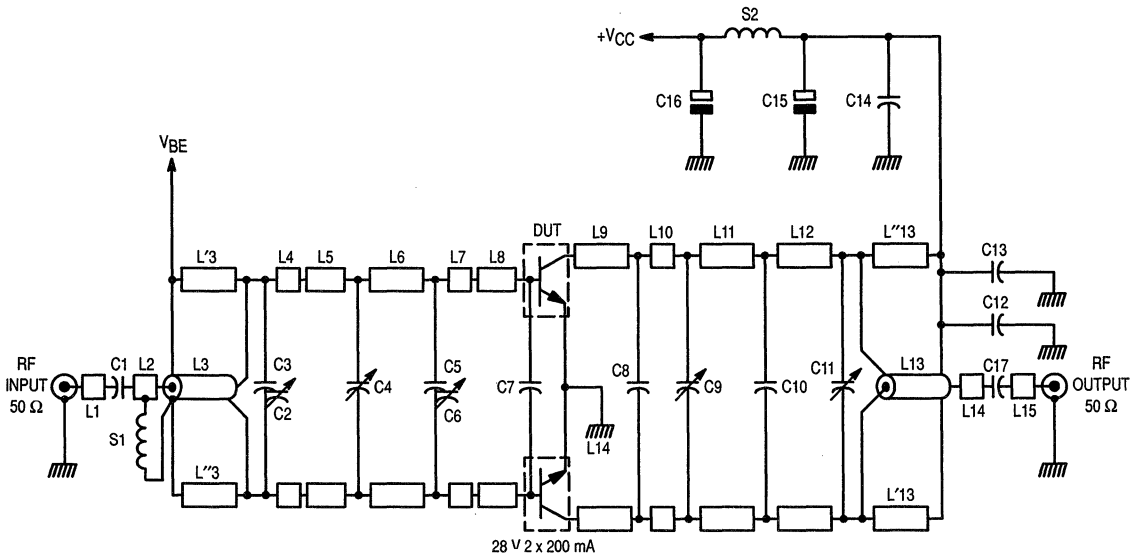 S2
+VCC
C16
C15
C14
VBE
DUT
L'3
L4
L5
L6
L7
L8
L9
L10
L11
L12
L''13
C13
C12
RF
INPUT
50 Ω
L1
C1
L2
L3
S1
C3
C2
C4
C5
C6
C7
C8
C9
C10
C11
L13
C17
L14
L15
RF
OUTPUT
50 Ω
L14
L''3
L'13
28 V 2 x 200 mA